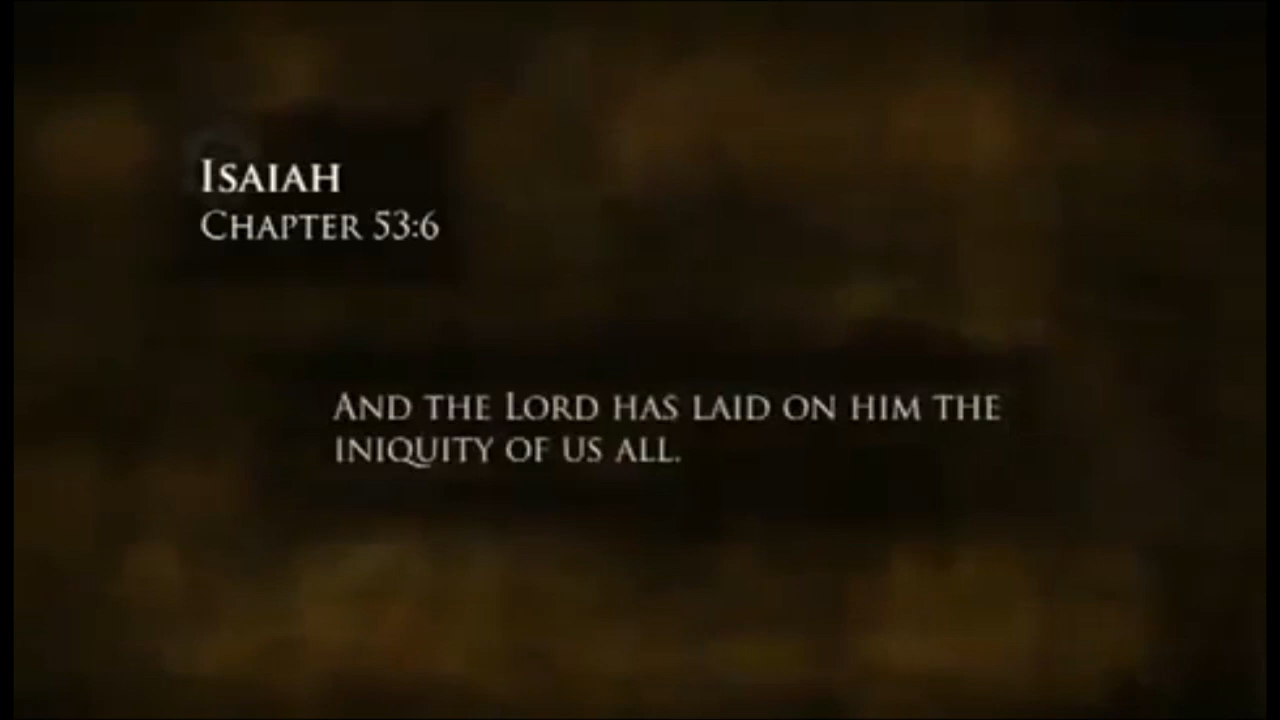 Isaiah
Chapter 53:6
And the Lord has laid on him the
iniquity of us all.